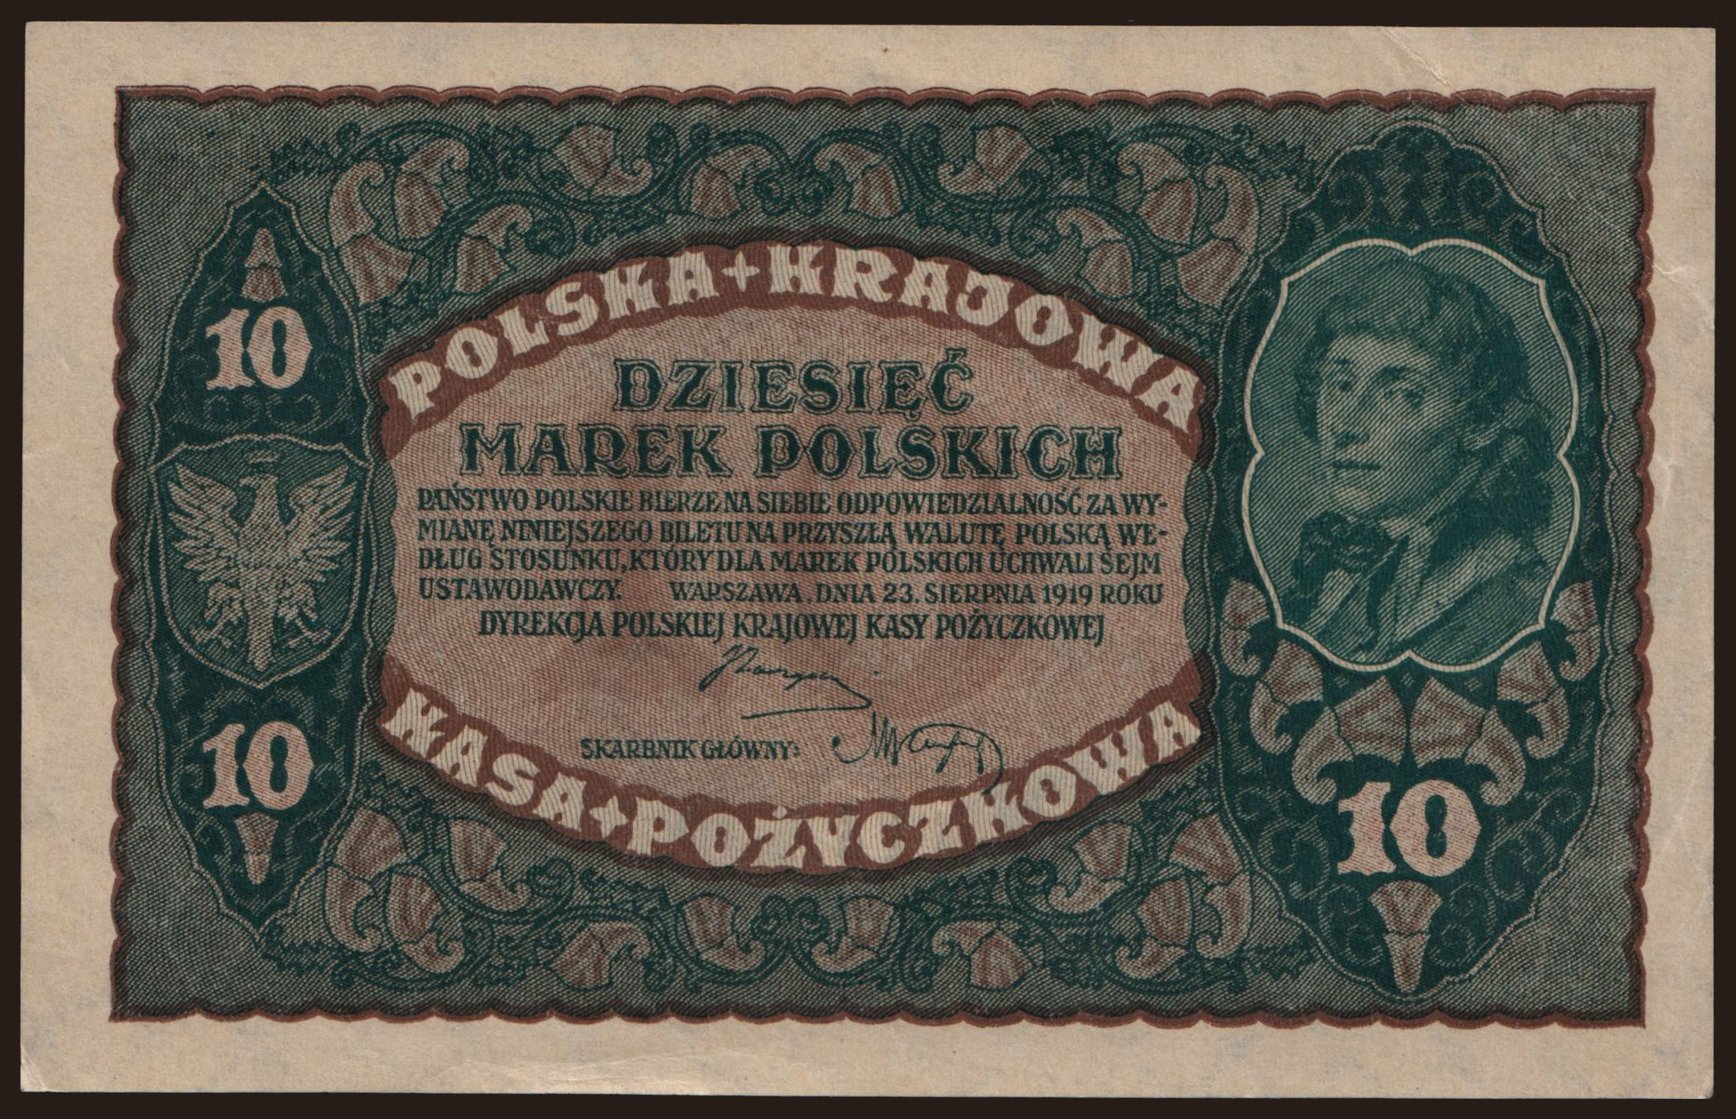 POLSKA + KRAJOWA
10
DZIESIĘĆ
MAREK POLSKICH
PAŃSTWO POLSKIE BIERZE NA SIEBIE ODPOWIEDZIALNOŚĆ ZA WY-
MIANĘ NINIEJSZEGO BILETU NA PRZYSZŁĄ WALUTĘ POLSKĄ WE-
DŁUG STOSUNKU, KTÓRY DLA MAREK POLSKICH UCHWALI SEJM
USTAWODAWCZY. WARSZAWA, DNIA 23. SIERPNIA 1919 ROKU
DYREKCJA POLSKIEJ KRAJOWEJ KASY POŻYCZKOWEJ
SKARBNIK GŁÓWNY:
10
KASA + POŻYCZKOWA
10